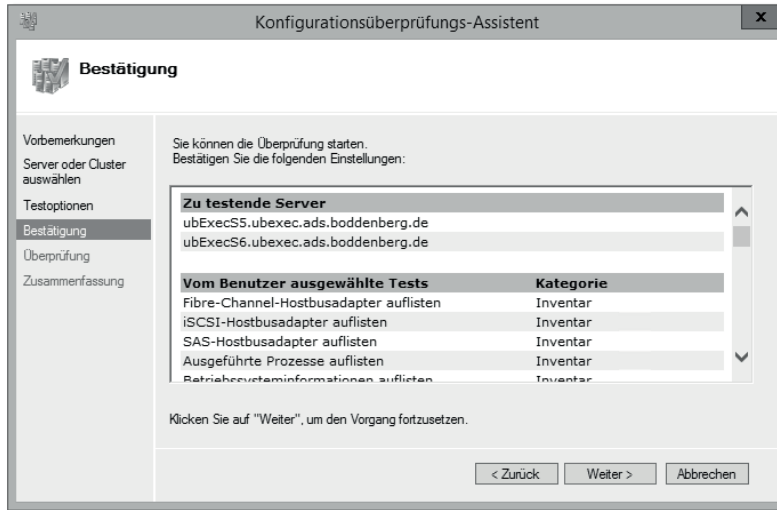 Konfigurationsüberprüfungs-Assistent
x
Bestätigung
Vorbemerkungen
Server oder Cluster
auswählen
Testoptionen
Bestätigung
Überprüfung
Zusammenfassung
Sie können die Überprüfung starten.
Bestätigen Sie die folgenden Einstellungen:
Zu testende Server
ubExecS5.ubexec.ads.boddenberg.de
ubExecS6.ubexec.ads.boddenberg.de
Vom Benutzer ausgewählte Tests Kategorie
Fibre-Channel-Hostbusadapter auflisten Inventar
iSCSI-Hostbusadapter auflisten Inventar
SAS-Hostbusadapter auflisten Inventar
Ausgeführte Prozesse auflisten Inventar
Betriebssysteminformationen auflisten Inventar
Klicken Sie auf "Weiter", um den Vorgang fortzusetzen.
< Zurück Weiter > Abbrechen